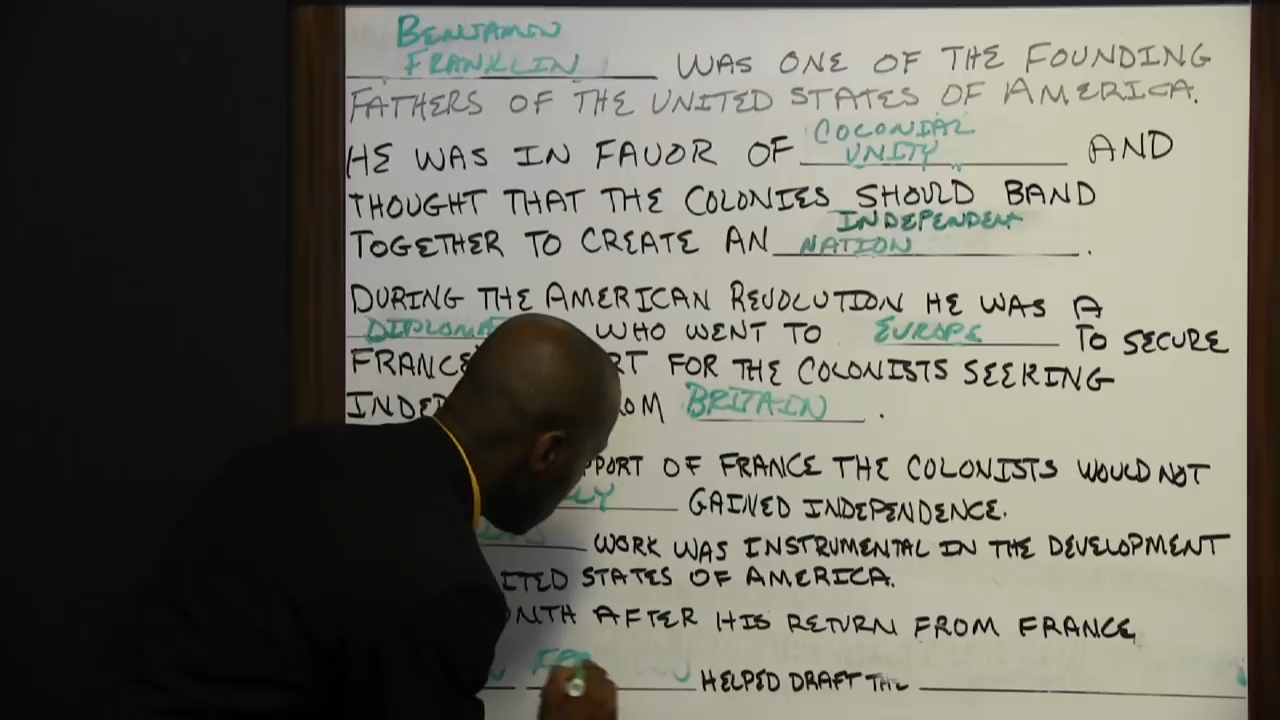 BENJAMIN
FRANKLIN WAS ONE OF THE FOUNDING
FATHERS OF THE UNITED STATES OF AMERICA.
COLONIAL
HE WAS IN FAVOR OF UNITY AND
THOUGHT THAT THE COLONIES SHOULD BAND
INDEPENDENT
TOGETHER TO CREATE AN NATION.
DURING THE AMERICAN REVOLUTION HE WAS A
WHO WENT TO EUROPE TO SECURE
FOR THE COLONISTS SEEKING
BRITAIN.
OF FRANCE THE COLONISTS WOULD NOT
GAINED INDEPENDENCE.
WORK WAS INSTRUMENTAL IN THE DEVELOPMENT
STATES OF AMERICA.
AFTER HIS RETURN FROM FRANCE
HELPED DRAFT THE